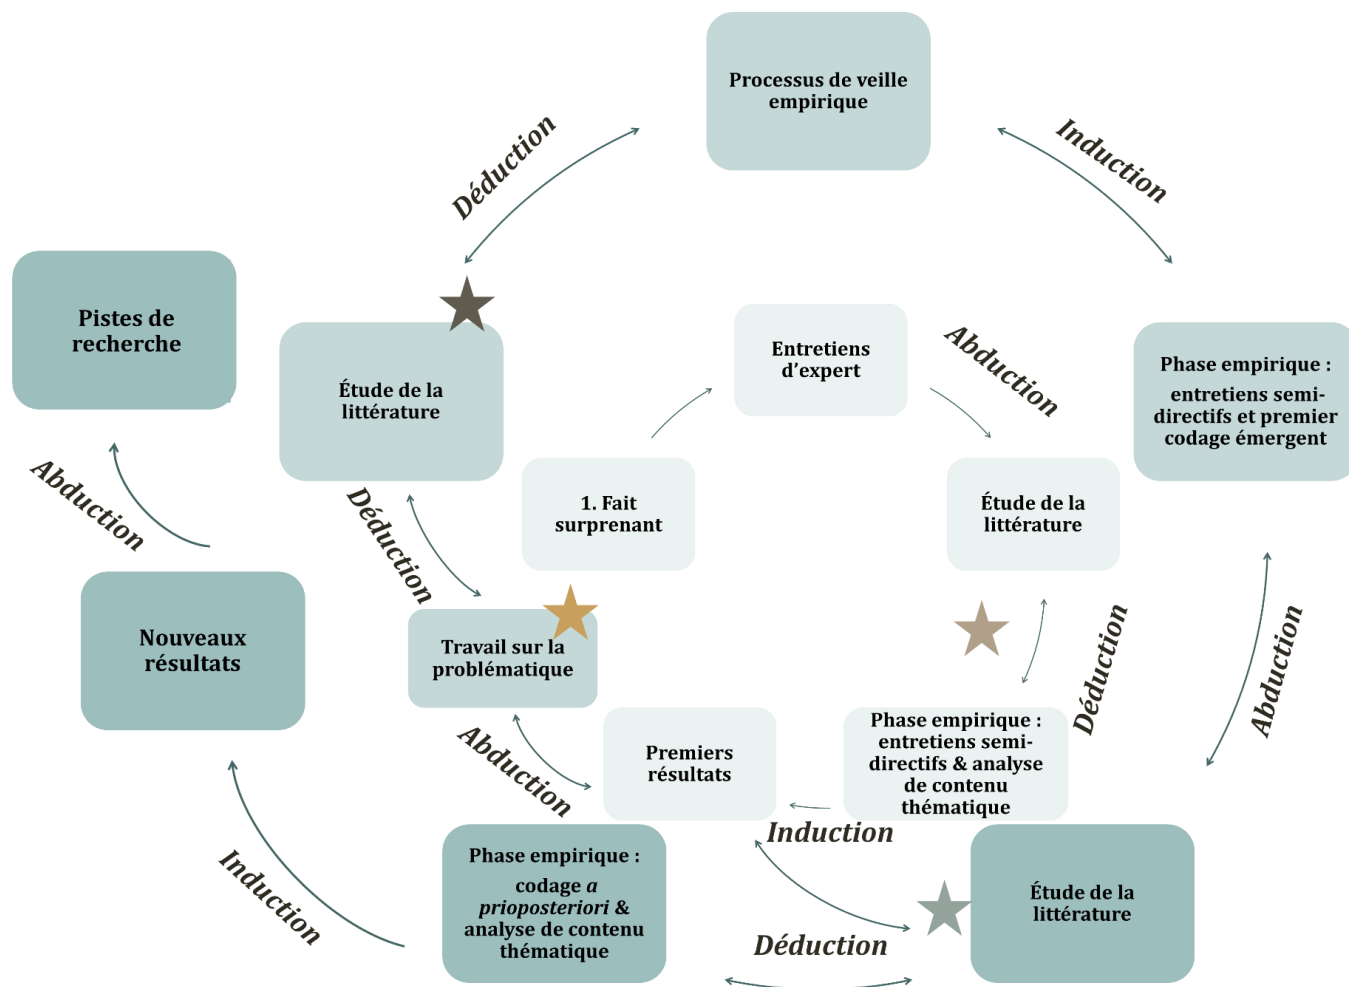 Processus de veille
empirique
Déduction
Induction
Pistes de
recherche
Étude de la
littérature
Entretiens
d’expert
Abduction
Phase empirique :
entretiens semi-
directifs et premier
codage émergent
Abduction
Déduction
1. Fait
surprenant
Étude de la
littérature
Nouveaux
résultats
Travail sur la
problématique
Déduction
Abduction
Abduction
Premiers
résultats
Phase empirique :
entretiens semi-
directifs & analyse
de contenu
thématique
Induction
Induction
Phase empirique :
codage a
prioposteriori &
analyse de contenu
thématique
Déduction
Étude de la
littérature